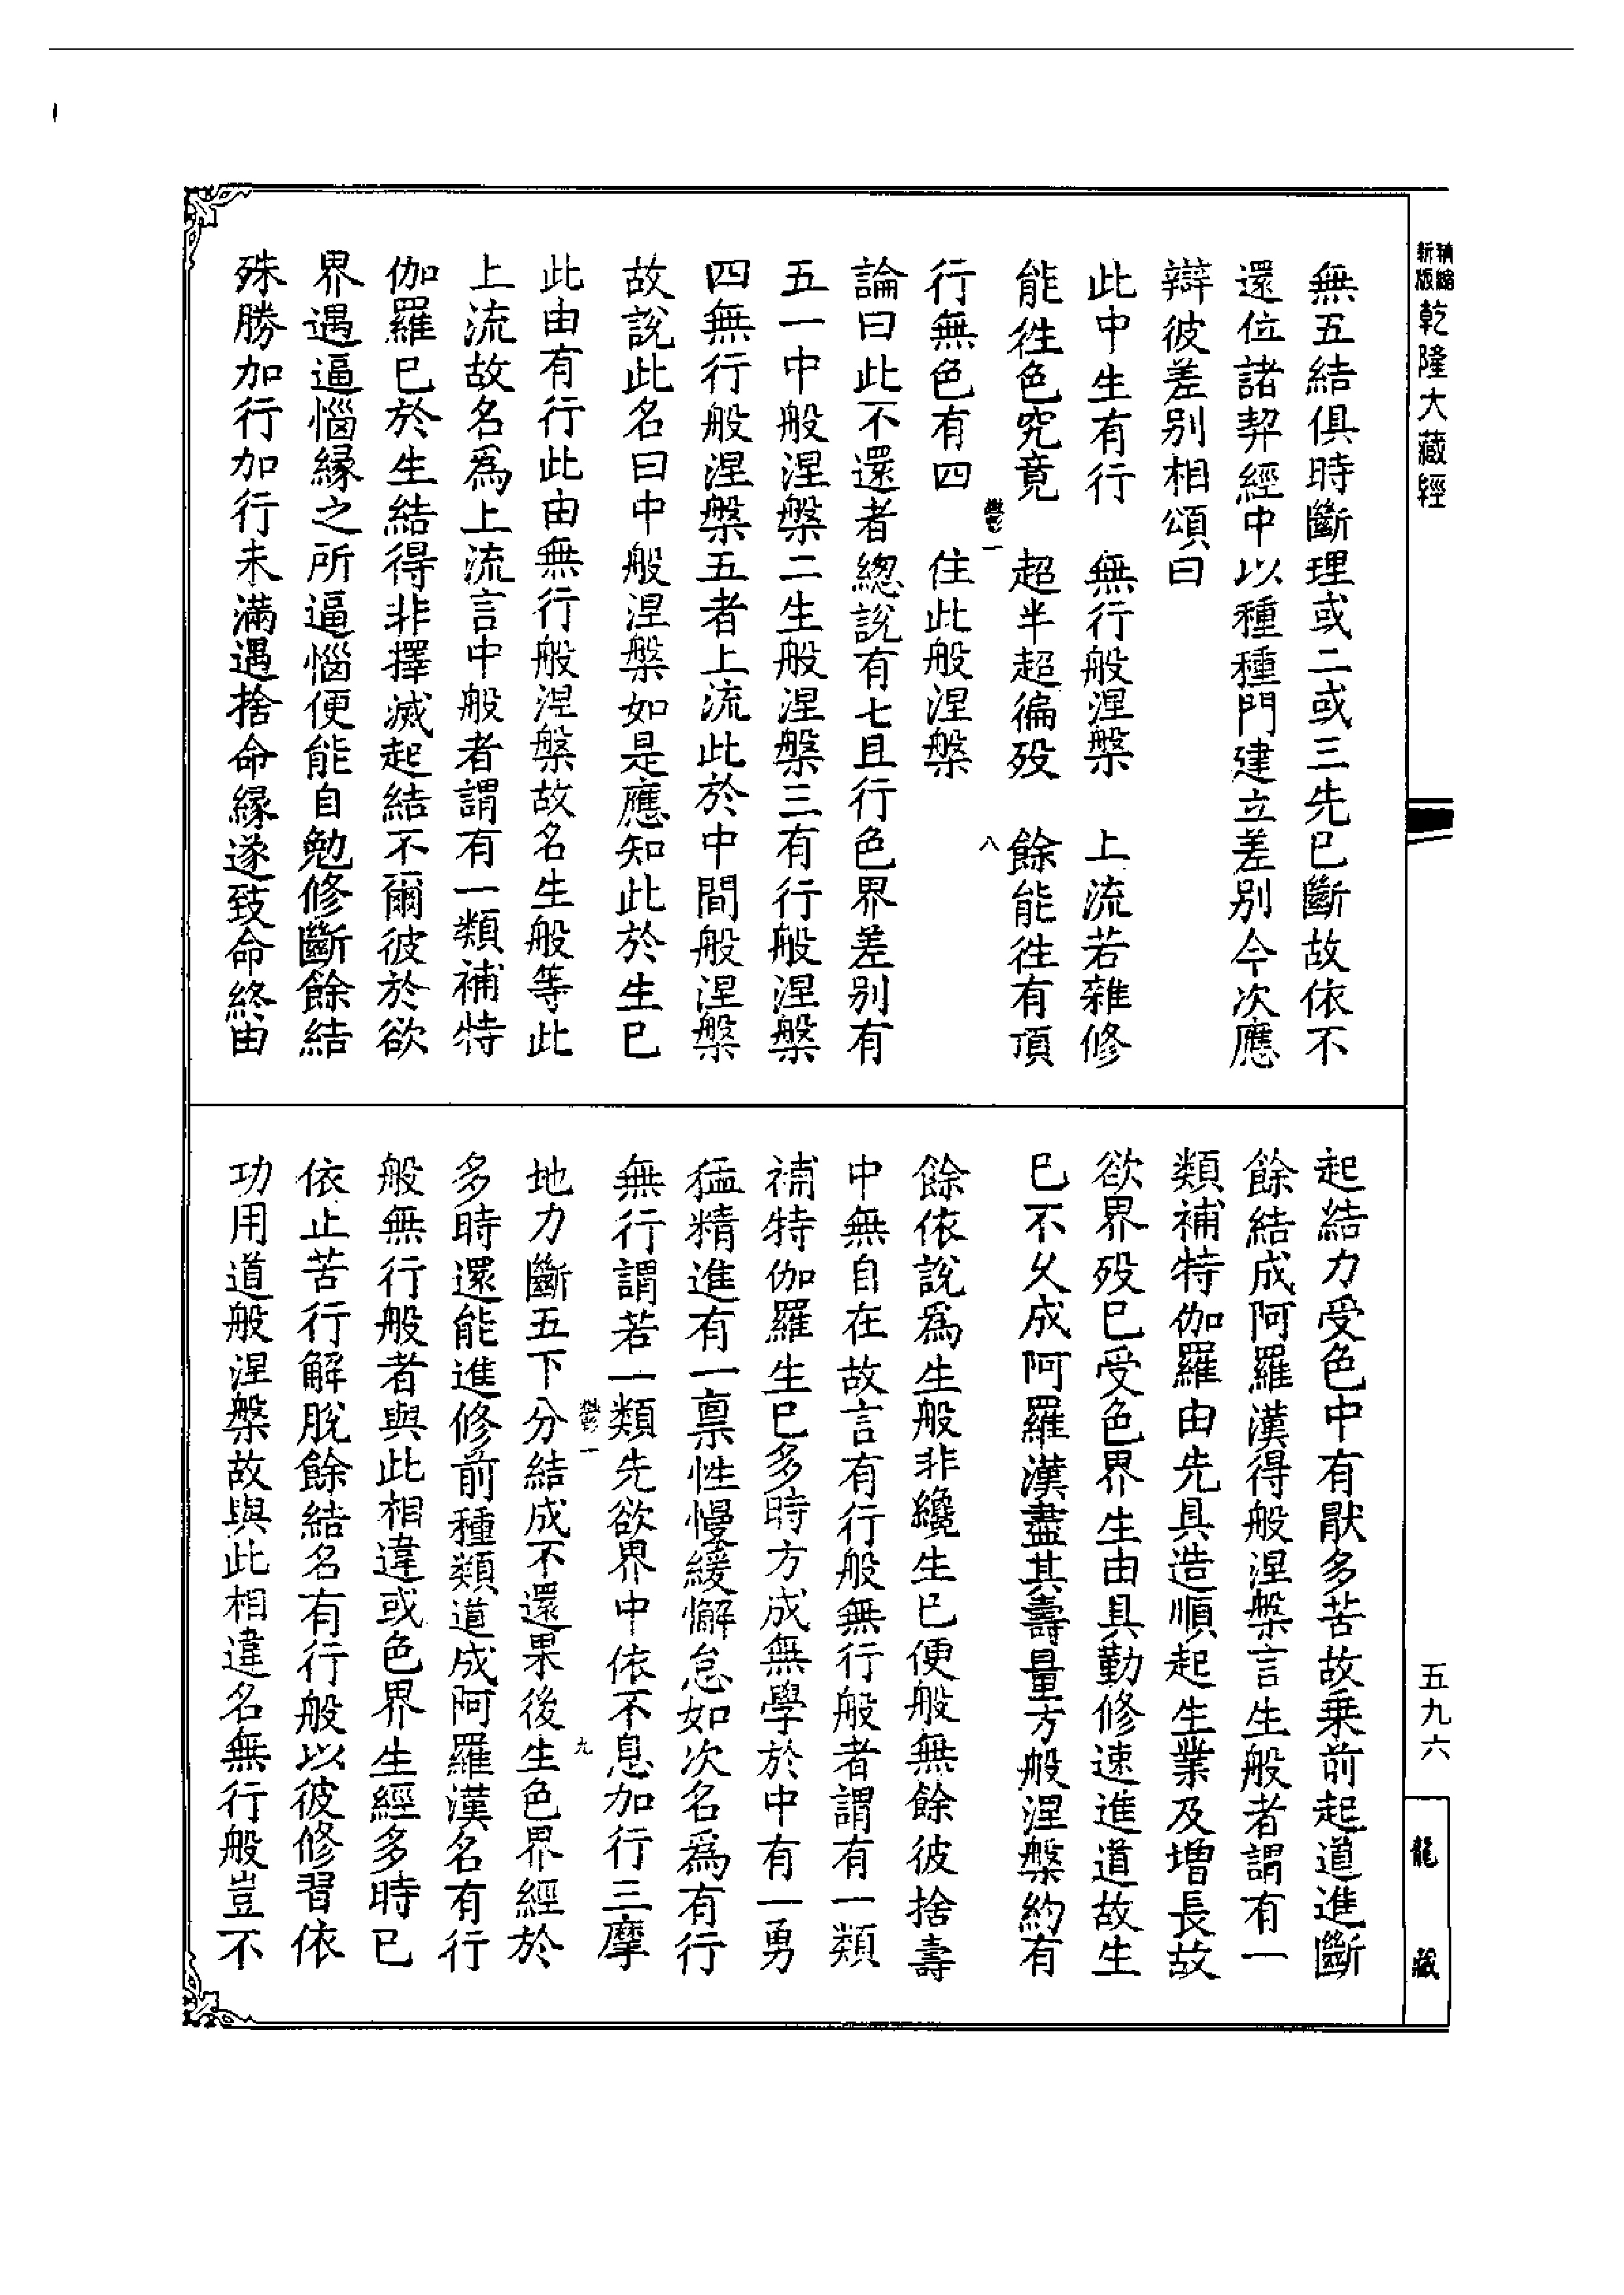 新版精縮乾隆大藏經
無五結俱時斷理或二或三先已斷故依不
還位諸契經中以種種門建立差別今次應
辯彼差別相頌曰
此中生有行　無行般涅槃　上流若雜修
能徃色究竟　超半超徧歿　餘能徃有頂
一　八
行無色有四　住此般涅槃
論曰此不還者總說有七且行色界差別有
五一中般涅槃二生般涅槃三有行般涅槃
四無行般涅槃五者上流此於中間般涅槃
故說此名曰中般涅槃如是應知此於生已
此由有行此由無行般涅槃故名生般等此
上流故名爲上流言中般者謂有一類補特
伽羅已於生結得非擇滅起結不爾彼於欲
界遇逼惱緣之所逼惱便能自勉修斷餘結
殊勝加行加行未滿遇捨命緣遂致命終由
起結力受色中有厭多苦故乗前起道進斷
餘結成阿羅漢得般涅槃言生般者謂有一
類補特伽羅由先具造順起生業及增長故
欲界歿已受色界生由具勤修速進道故生
已不久成阿羅漢盡其壽量方般涅槃約有
餘依說爲生般非纔生已便般無餘彼捨壽
中無自在故言有行般無行般者謂有一類
補特伽羅生已多時方成無學於中有一勇
猛精進有一稟性慢緩懈怠如次名爲有行
無行謂若一類先欲界中依不息加行三摩
一　九
地力斷五下分結成不還果後生色界經於
多時還能進修前種類道成阿羅漢名有行
般無行般者與此相違或色界生經多時已
依止苦行解脫餘結名有行般以彼修習依
功用道般涅槃故與此相違名無行般豈不
五九六
龍藏